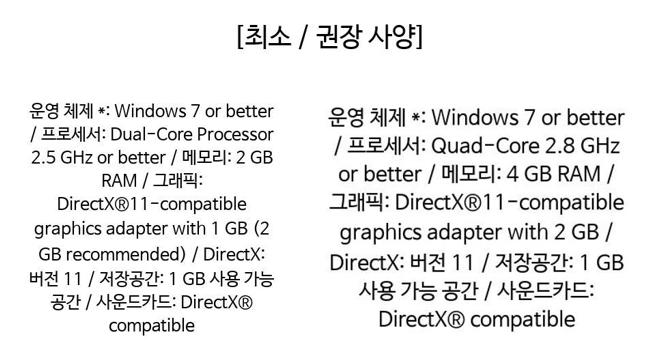 [최소 / 권장 사양]
운영 체제 *: Windows 7 or better
/ 프로세서: Dual-Core Processor
2.5 GHz or better / 메모리: 2 GB
RAM / 그래픽:
DirectX®11-compatible
graphics adapter with 1 GB (2
GB recommended) / DirectX:
버전 11 / 저장공간: 1 GB 사용 가능
공간 / 사운드카드: DirectX®
compatible
운영 체제 *: Windows 7 or better
/ 프로세서: Quad-Core 2.8 GHz
or better / 메모리: 4 GB RAM /
그래픽: DirectX®11-compatible
graphics adapter with 2 GB /
DirectX: 버전 11 / 저장공간: 1 GB
사용 가능 공간 / 사운드카드:
DirectX® compatible